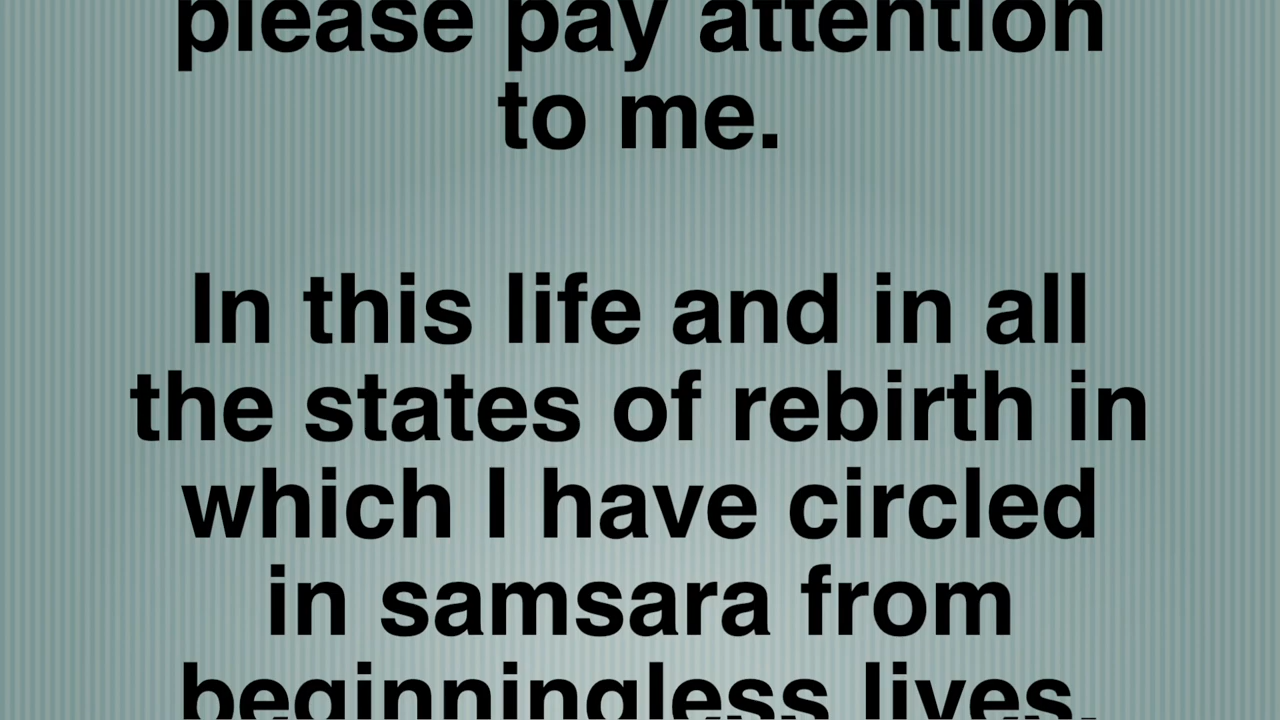 please pay attention
to me.
In this life and in all
the states of rebirth in
which I have circled
in samsara from
beginningless lives,